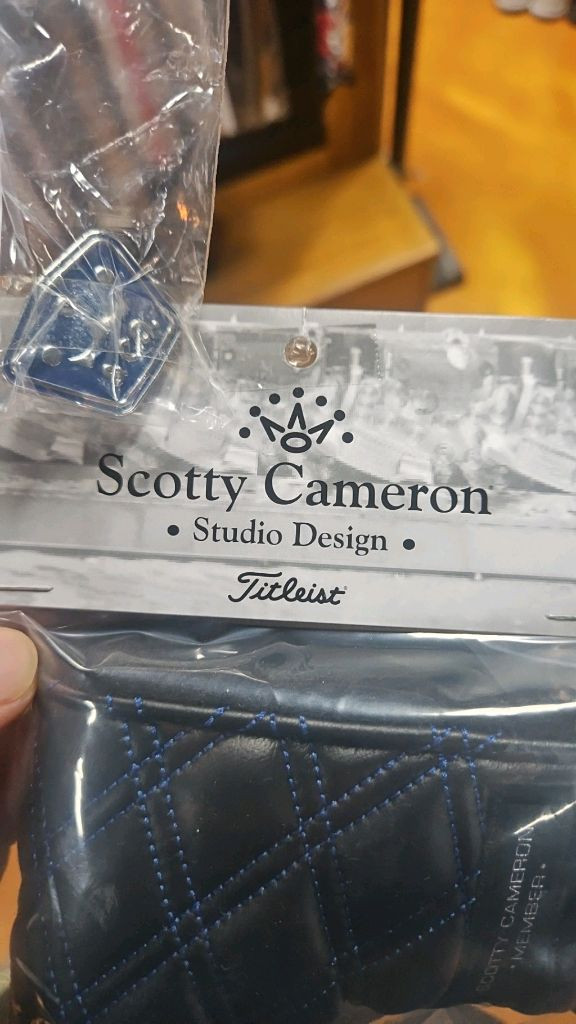 Scotty Cameron
• Studio Design •
Titleist
SCOTTY CAMERON
• MEMBER •